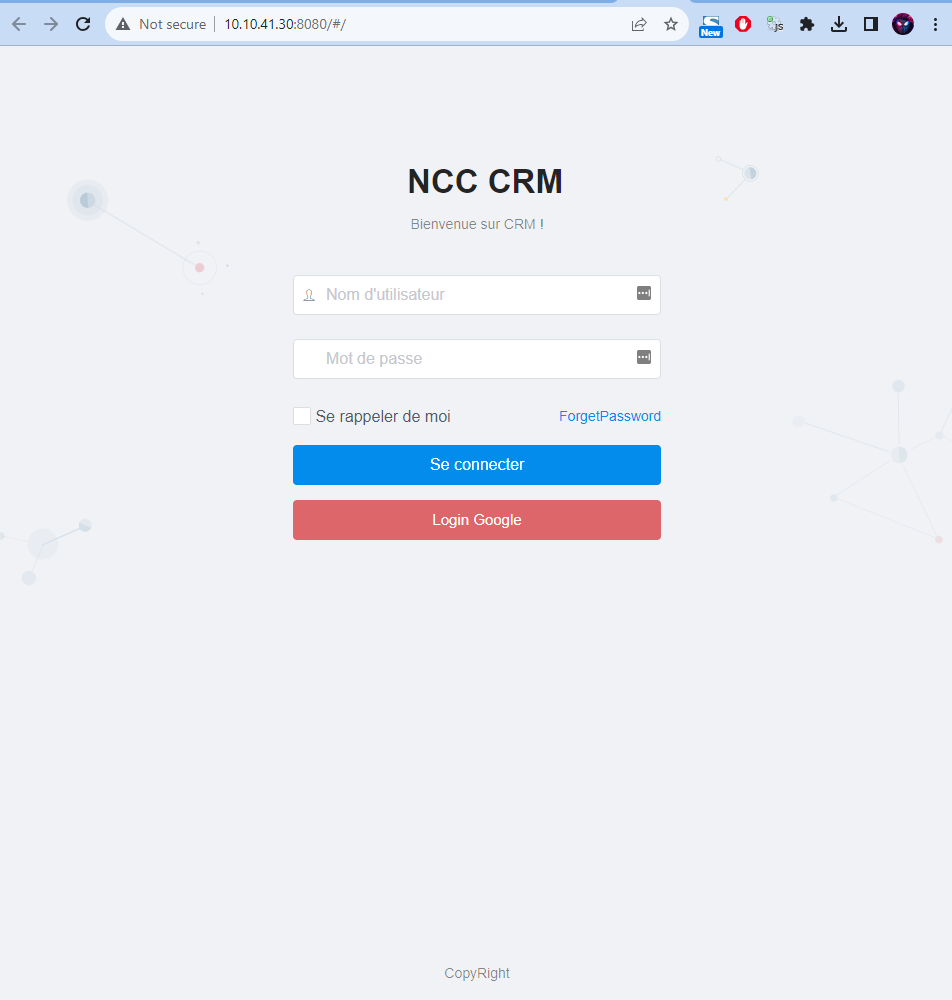 Not secure 10.10.41.30:8080/#/
New
JS
NCC CRM
Bienvenue sur CRM !
Nom d'utilisateur
Mot de passe
Se rappeler de moi ForgetPassword
Se connecter
Login Google
CopyRight